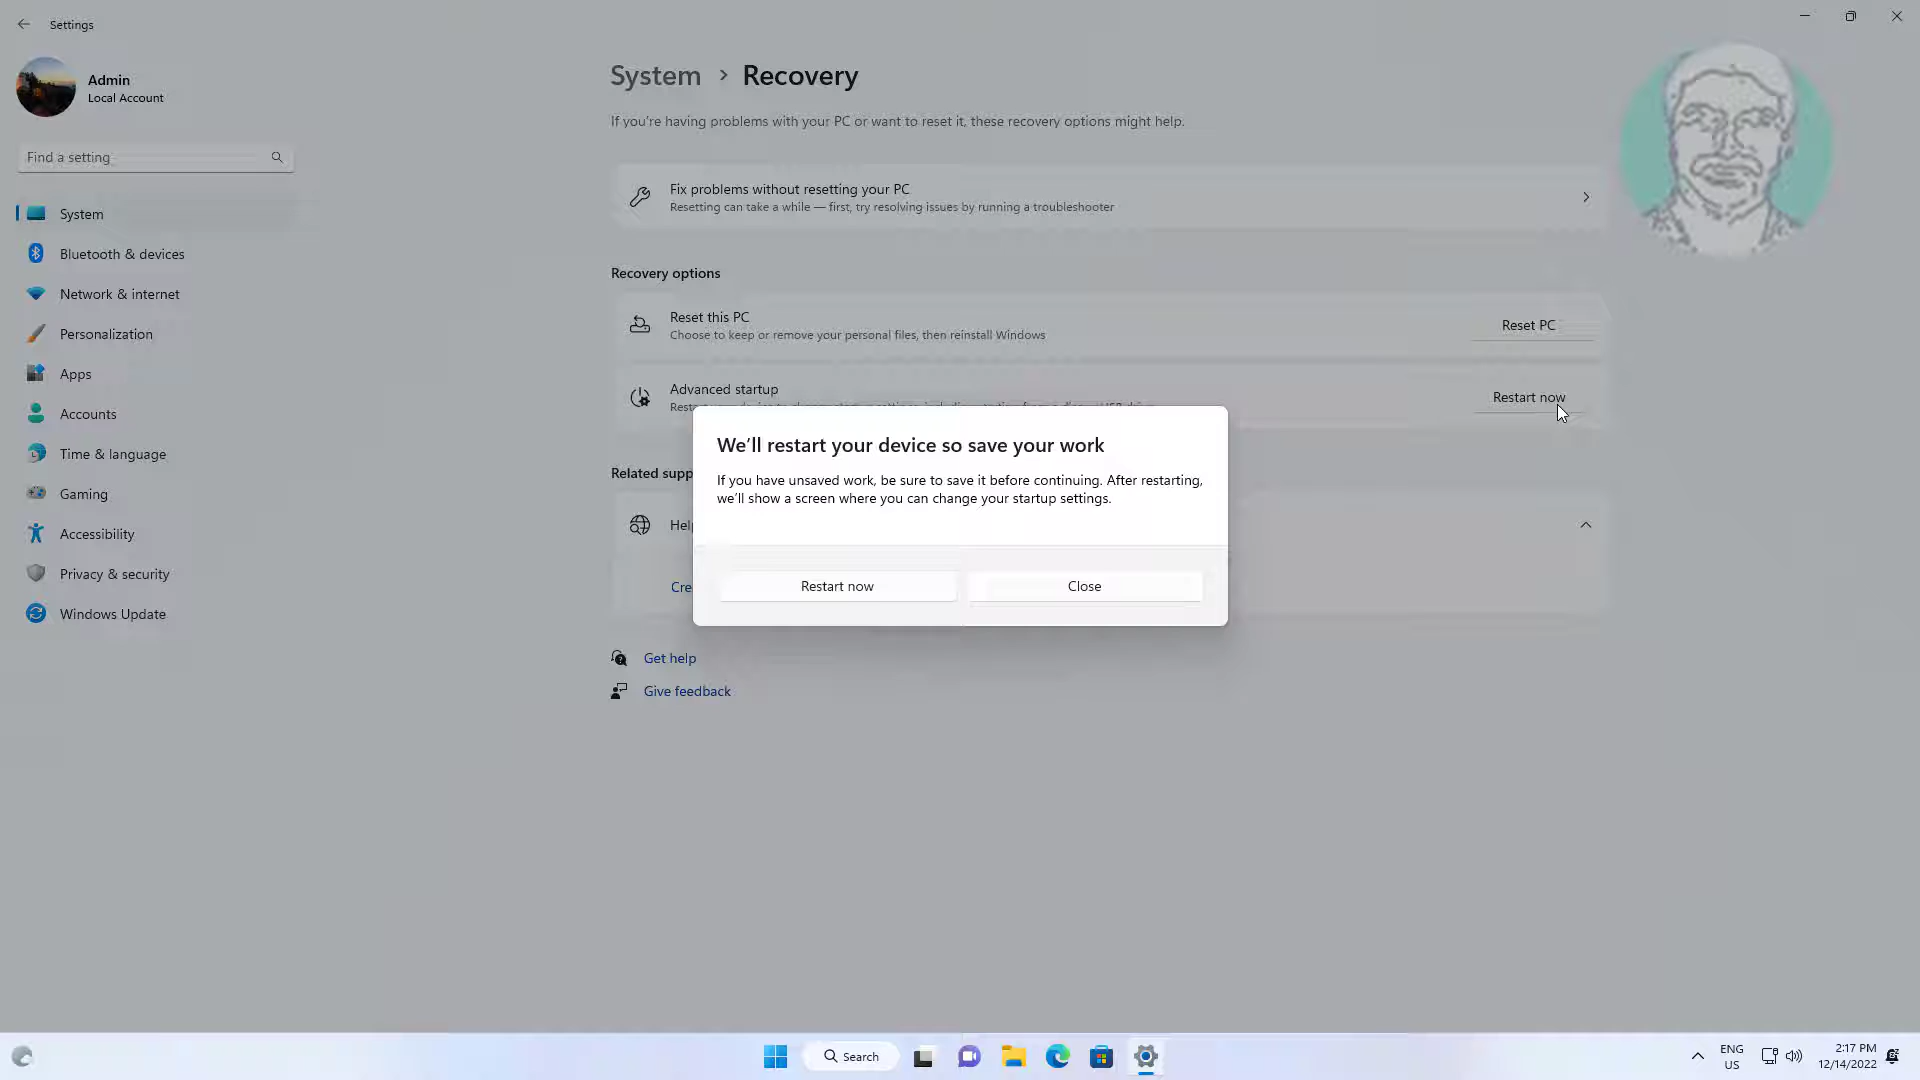 Settings
Admin
Local Account
Find a setting
System
Bluetooth & devices
Network & internet
Personalization
Apps
Accounts
Time & language
Gaming
Accessibility
Privacy & security
Windows Update
System > Recovery
If you're having problems with your PC or want to reset it, these recovery options might help.
Fix problems without resetting your PC
Resetting can take a while — first, try resolving issues by running a troubleshooter
Recovery options
Reset this PC
Choose to keep or remove your personal files, then reinstall Windows
Reset PC
Advanced startup
Restart now
Related supp
Help
Cre
We'll restart your device so save your work
If you have unsaved work, be sure to save it before continuing. After restarting,
we'll show a screen where you can change your startup settings.
Restart now
Close
Get help
Give feedback
Search
ENG
US
2:17 PM
12/14/2022